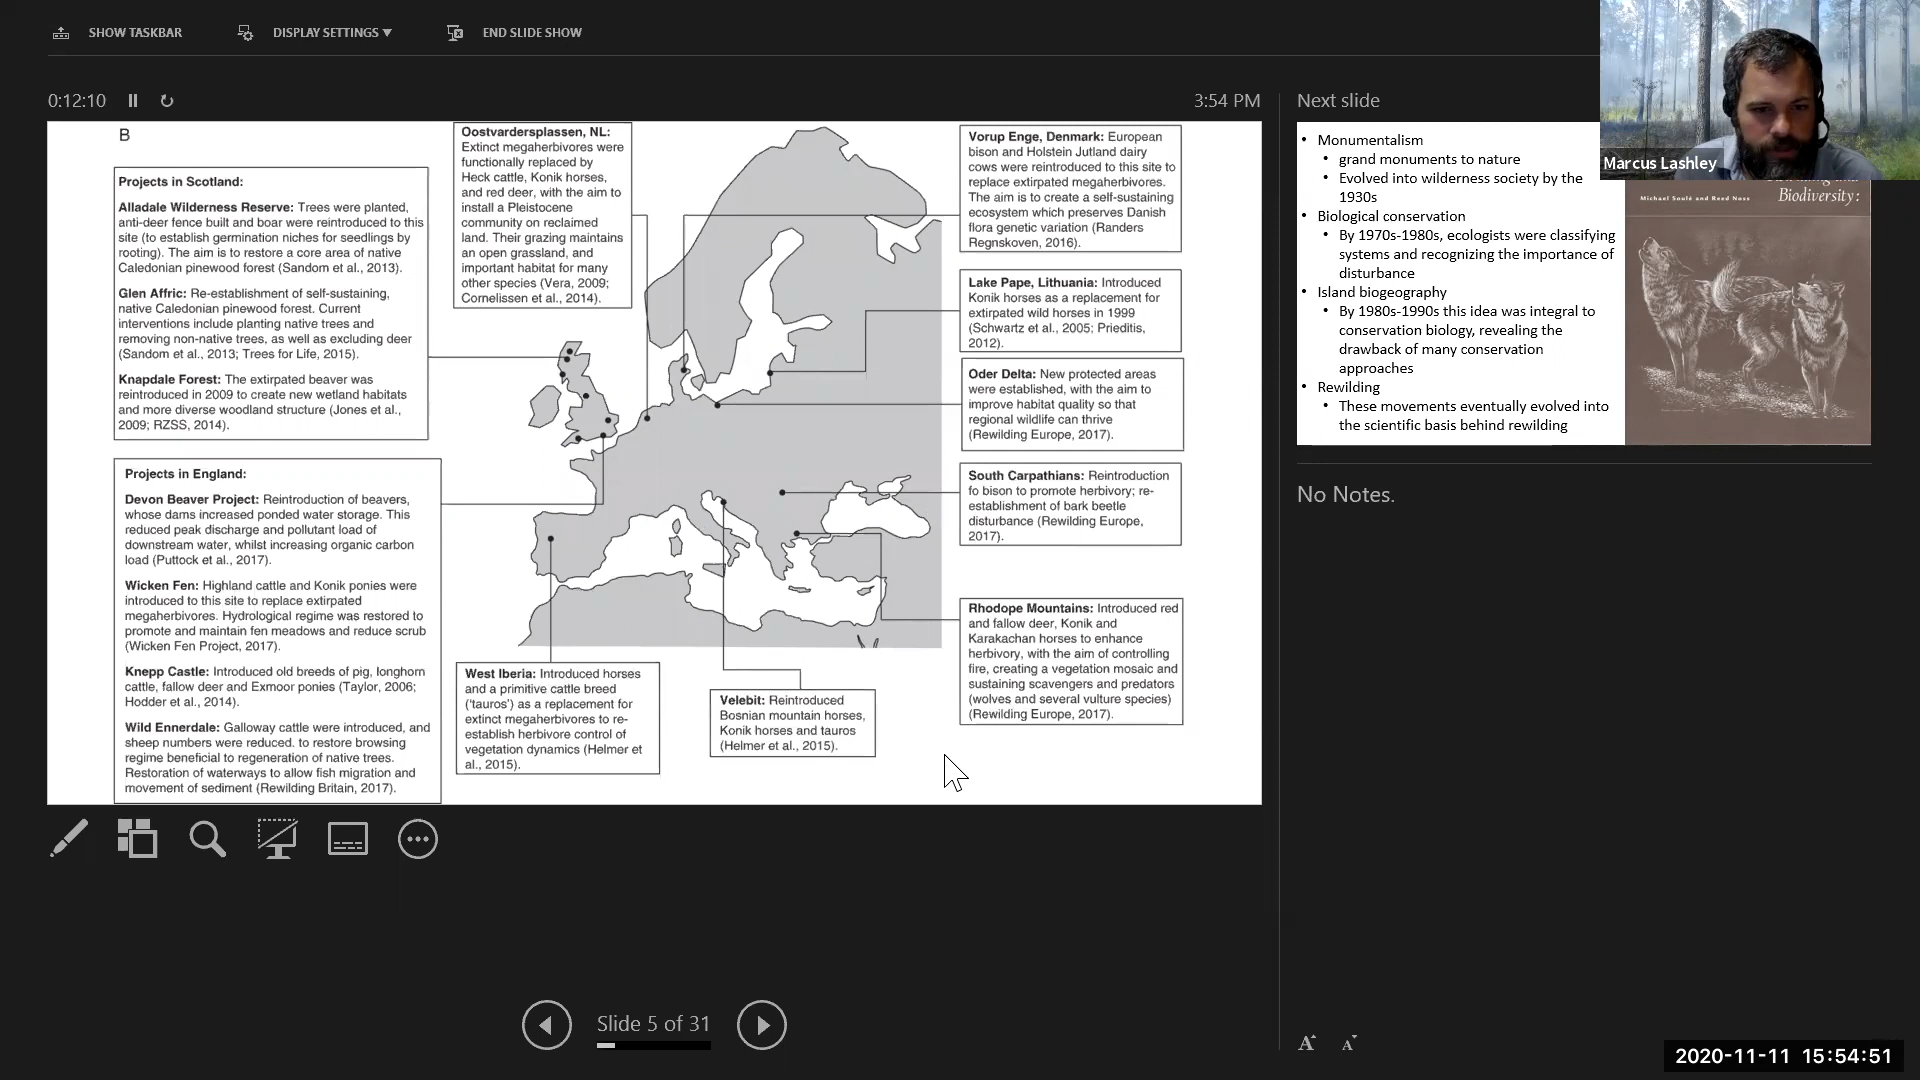 SHOW TASKBAR
DISPLAY SETTINGS ▼
END SLIDE SHOW
0:12:10
3:54 PM
B
Projects in Scotland:
Alladale Wilderness Reserve: Trees were planted,
anti-deer fence built and boar were reintroduced to this
site (to establish germination niches for seedlings by
rooting). The aim is to restore a core area of native
Caledonian pinewood forest (Sandom et al., 2013).
Glen Affric: Re-establishment of self-sustaining,
native Caledonian pinewood forest. Current
interventions include planting native trees and
removing non-native trees, as well as excluding deer
(Sandom et al., 2013; Trees for Life, 2015).
Knapdale Forest: The extirpated beaver was
reintroduced in 2009 to create new wetland habitats
and more diverse woodland structure (Jones et al.,
2009; RZSS, 2014).
Projects in England:
Devon Beaver Project: Reintroduction of beavers,
whose dams increased ponded water storage. This
reduced peak discharge and pollutant load of
downstream water, whilst increasing organic carbon
load (Puttock et al., 2017).
Wicken Fen: Highland cattle and Konik ponies were
introduced to this site to replace extirpated
megaherbivores. Hydrological regime was restored to
promote and maintain fen meadows and reduce scrub
(Wicken Fen Project, 2017).
Knepp Castle: Introduced old breeds of pig, longhorn
cattle, fallow deer and Exmoor ponies (Taylor, 2006;
Hodder et al., 2014).
Wild Ennerdale: Galloway cattle were introduced, and
sheep numbers were reduced. to restore browsing
regime beneficial to regeneration of native trees.
Restoration of waterways to allow fish migration and
movement of sediment (Rewilding Britain, 2017).
Oostvardersplassen, NL:
Extinct megaherbivores were
functionally replaced by
Heck cattle, Konik horses,
and red deer, with the aim to
install a Pleistocene
community on reclaimed
land. Their grazing maintains
an open grassland, and
important habitat for many
other species (Vera, 2009;
Cornelissen et al., 2014).
West Iberia: Introduced horses
and a primitive cattle breed
('tauros') as a replacement for
extinct megaherbivores to re-
establish herbivore control of
vegetation dynamics (Helmer et
al., 2015).
Velebit: Reintroduced
Bosnian mountain horses,
Konik horses and tauros
(Helmer et al., 2015).
Vorup Enge, Denmark: European
bison and Holstein Jutland dairy
cows were reintroduced to this site to
replace extirpated megaherbivores.
The aim is to create a self-sustaining
ecosystem which preserves Danish
flora genetic variation (Randers
Regnskoven, 2016).
Lake Pape, Lithuania: Introduced
Konik horses as a replacement for
extirpated wild horses in 1999
(Schwartz et al., 2005; Prieditis,
2012).
Oder Delta: New protected areas
were established, with the aim to
improve habitat quality so that
regional wildlife can thrive
(Rewilding Europe, 2017).
South Carpathians: Reintroduction
fo bison to promote herbivory; re-
establishment of bark beetle
disturbance (Rewilding Europe,
2017).
Rhodope Mountains: Introduced red
and fallow deer, Konik and
Karakachan horses to enhance
herbivory, with the aim of controlling
fire, creating a vegetation mosaic and
sustaining scavengers and predators
(wolves and several vulture species)
(Rewilding Europe, 2017).
Slide 5 of 31
Next slide
• Monumentalism
• grand monuments to nature
• Evolved into wilderness society by the
1930s
• Biological conservation
• By 1970s-1980s, ecologists were classifying
systems and recognizing the importance of
disturbance
• Island biogeography
• By 1980s-1990s this idea was integral to
conservation biology, revealing the
drawback of many conservation
approaches
• Rewilding
• These movements eventually evolved into
the scientific basis behind rewilding
Marcus Lashley
Biodiversity:
Michael Soulé and Reed Noss
No Notes.
A A
2020-11-11 15:54:51